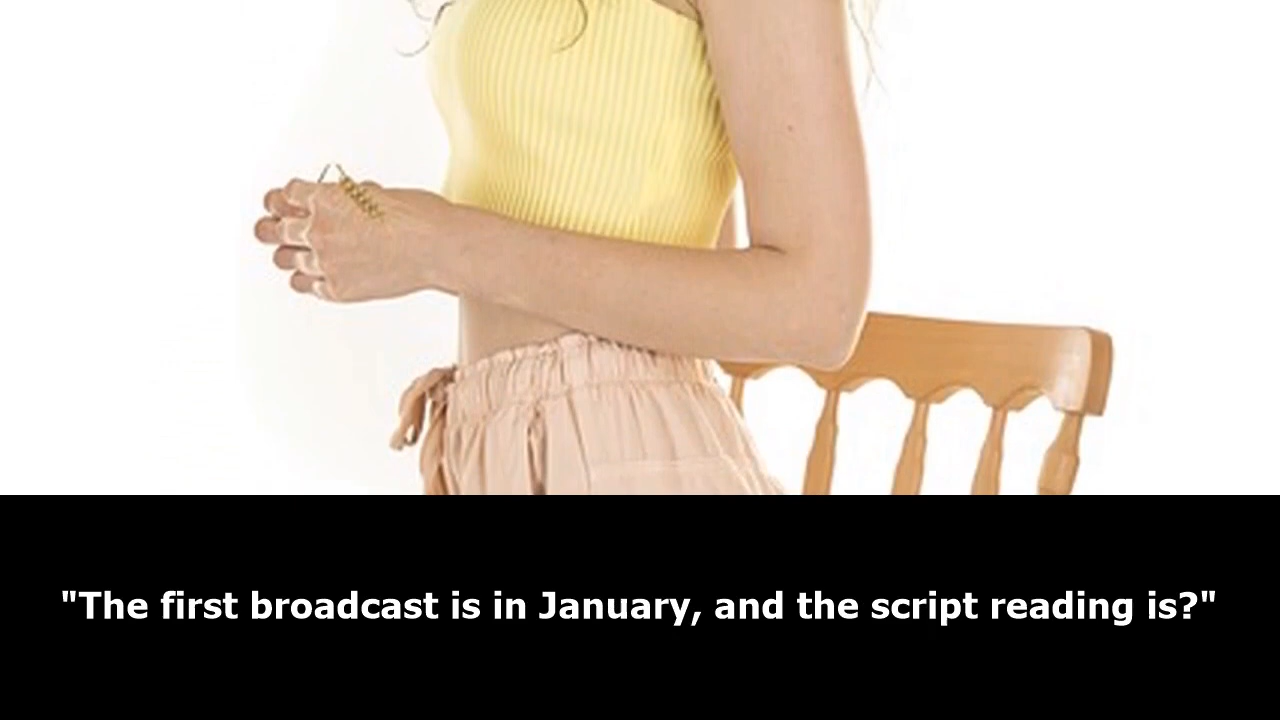 "The first broadcast is in January, and the script reading is?"